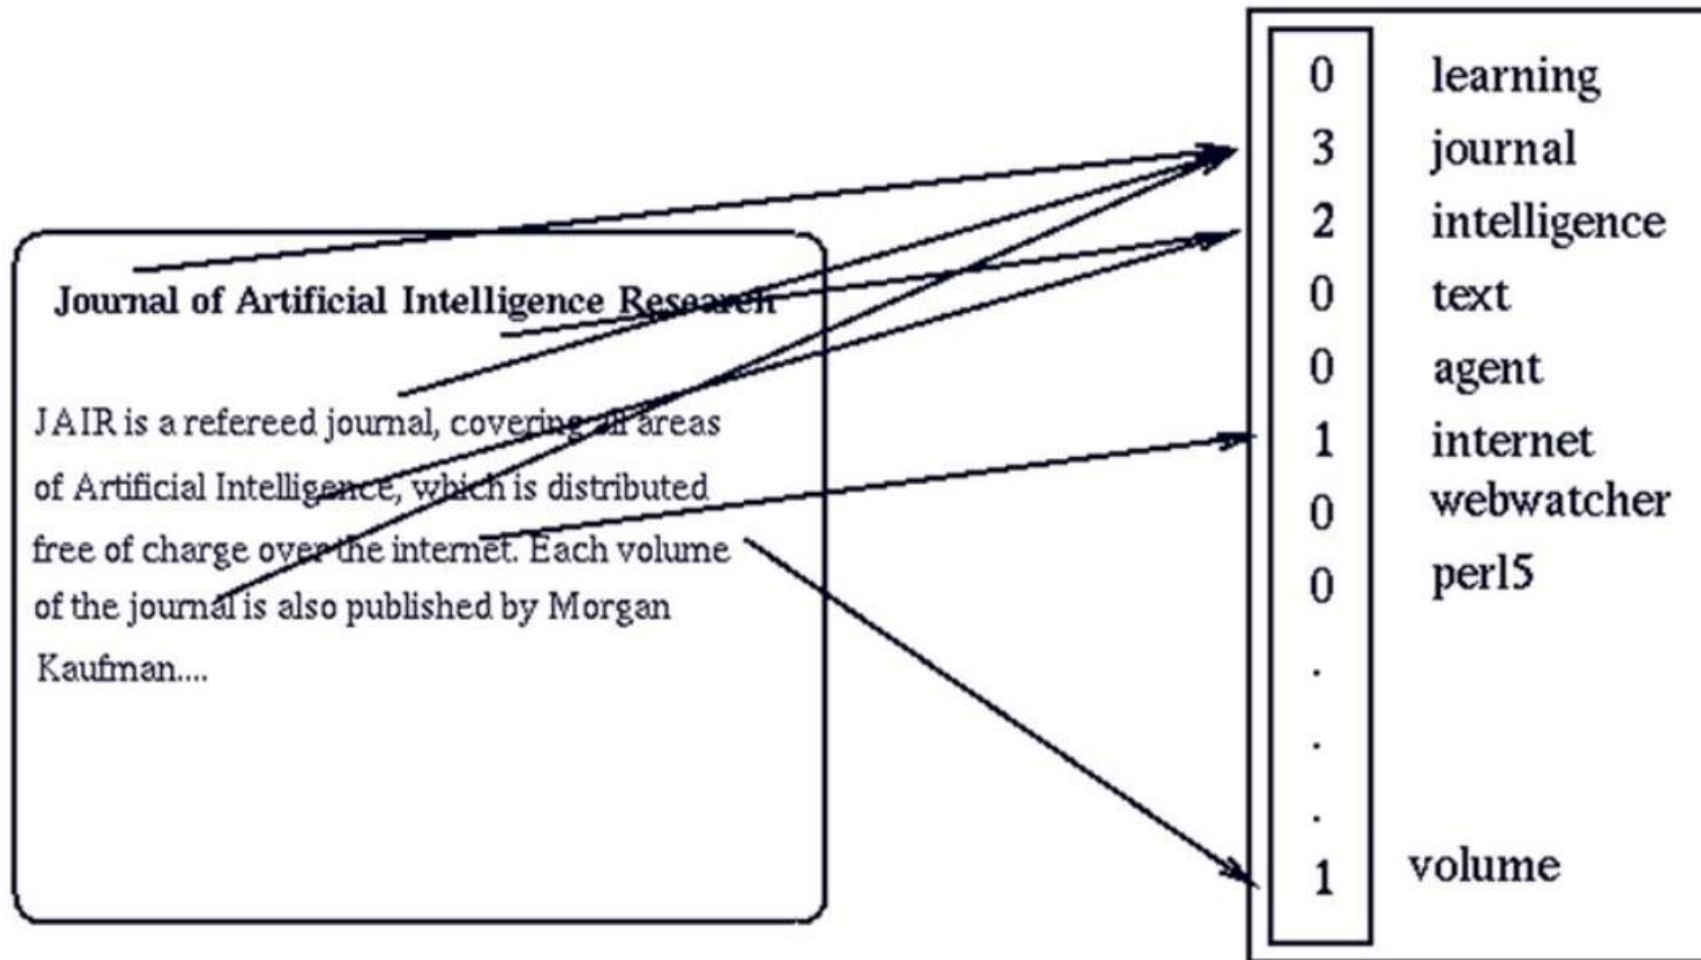 Journal of Artificial Intelligence Research
JAIR is a refereed journal, covering all areas
of Artificial Intelligence, which is distributed
free of charge over the internet. Each volume
of the journal is also published by Morgan
Kaufman....
0 learning
3 journal
2 intelligence
0 text
0 agent
1 internet
0 webwatcher
0 perl5
.
.
.
1 volume